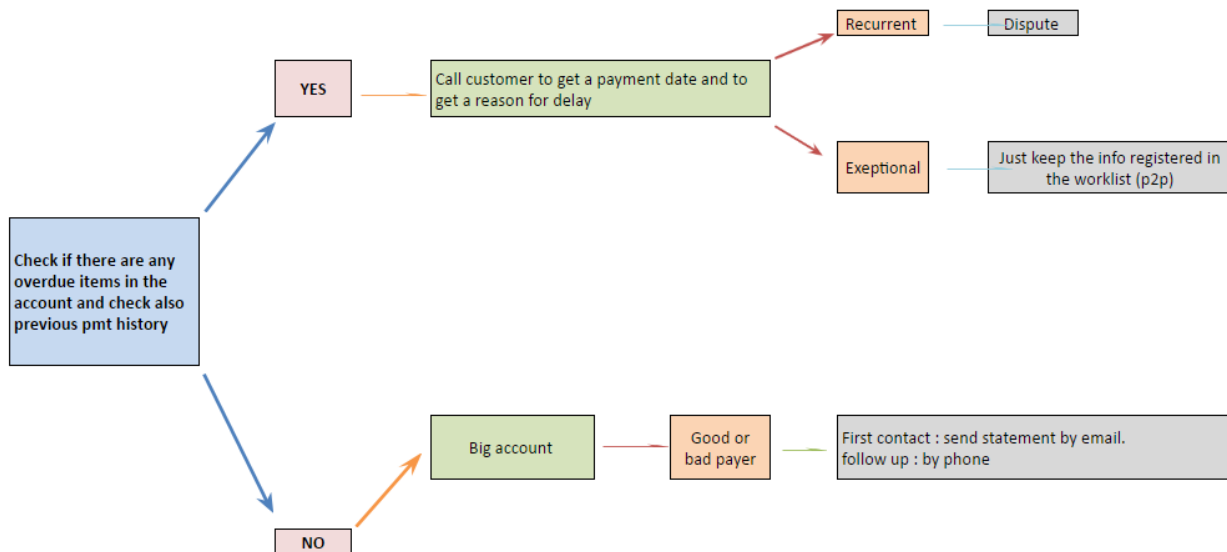 Recurrent
Dispute
YES
Call customer to get a payment date and to
get a reason for delay
Exeptional
Just keep the info registered in
the worklist (p2p)
Check if there are any
overdue items in the
account and check also
previous pmt history
Big account
Good or
bad payer
First contact : send statement by email.
follow up : by phone
NO